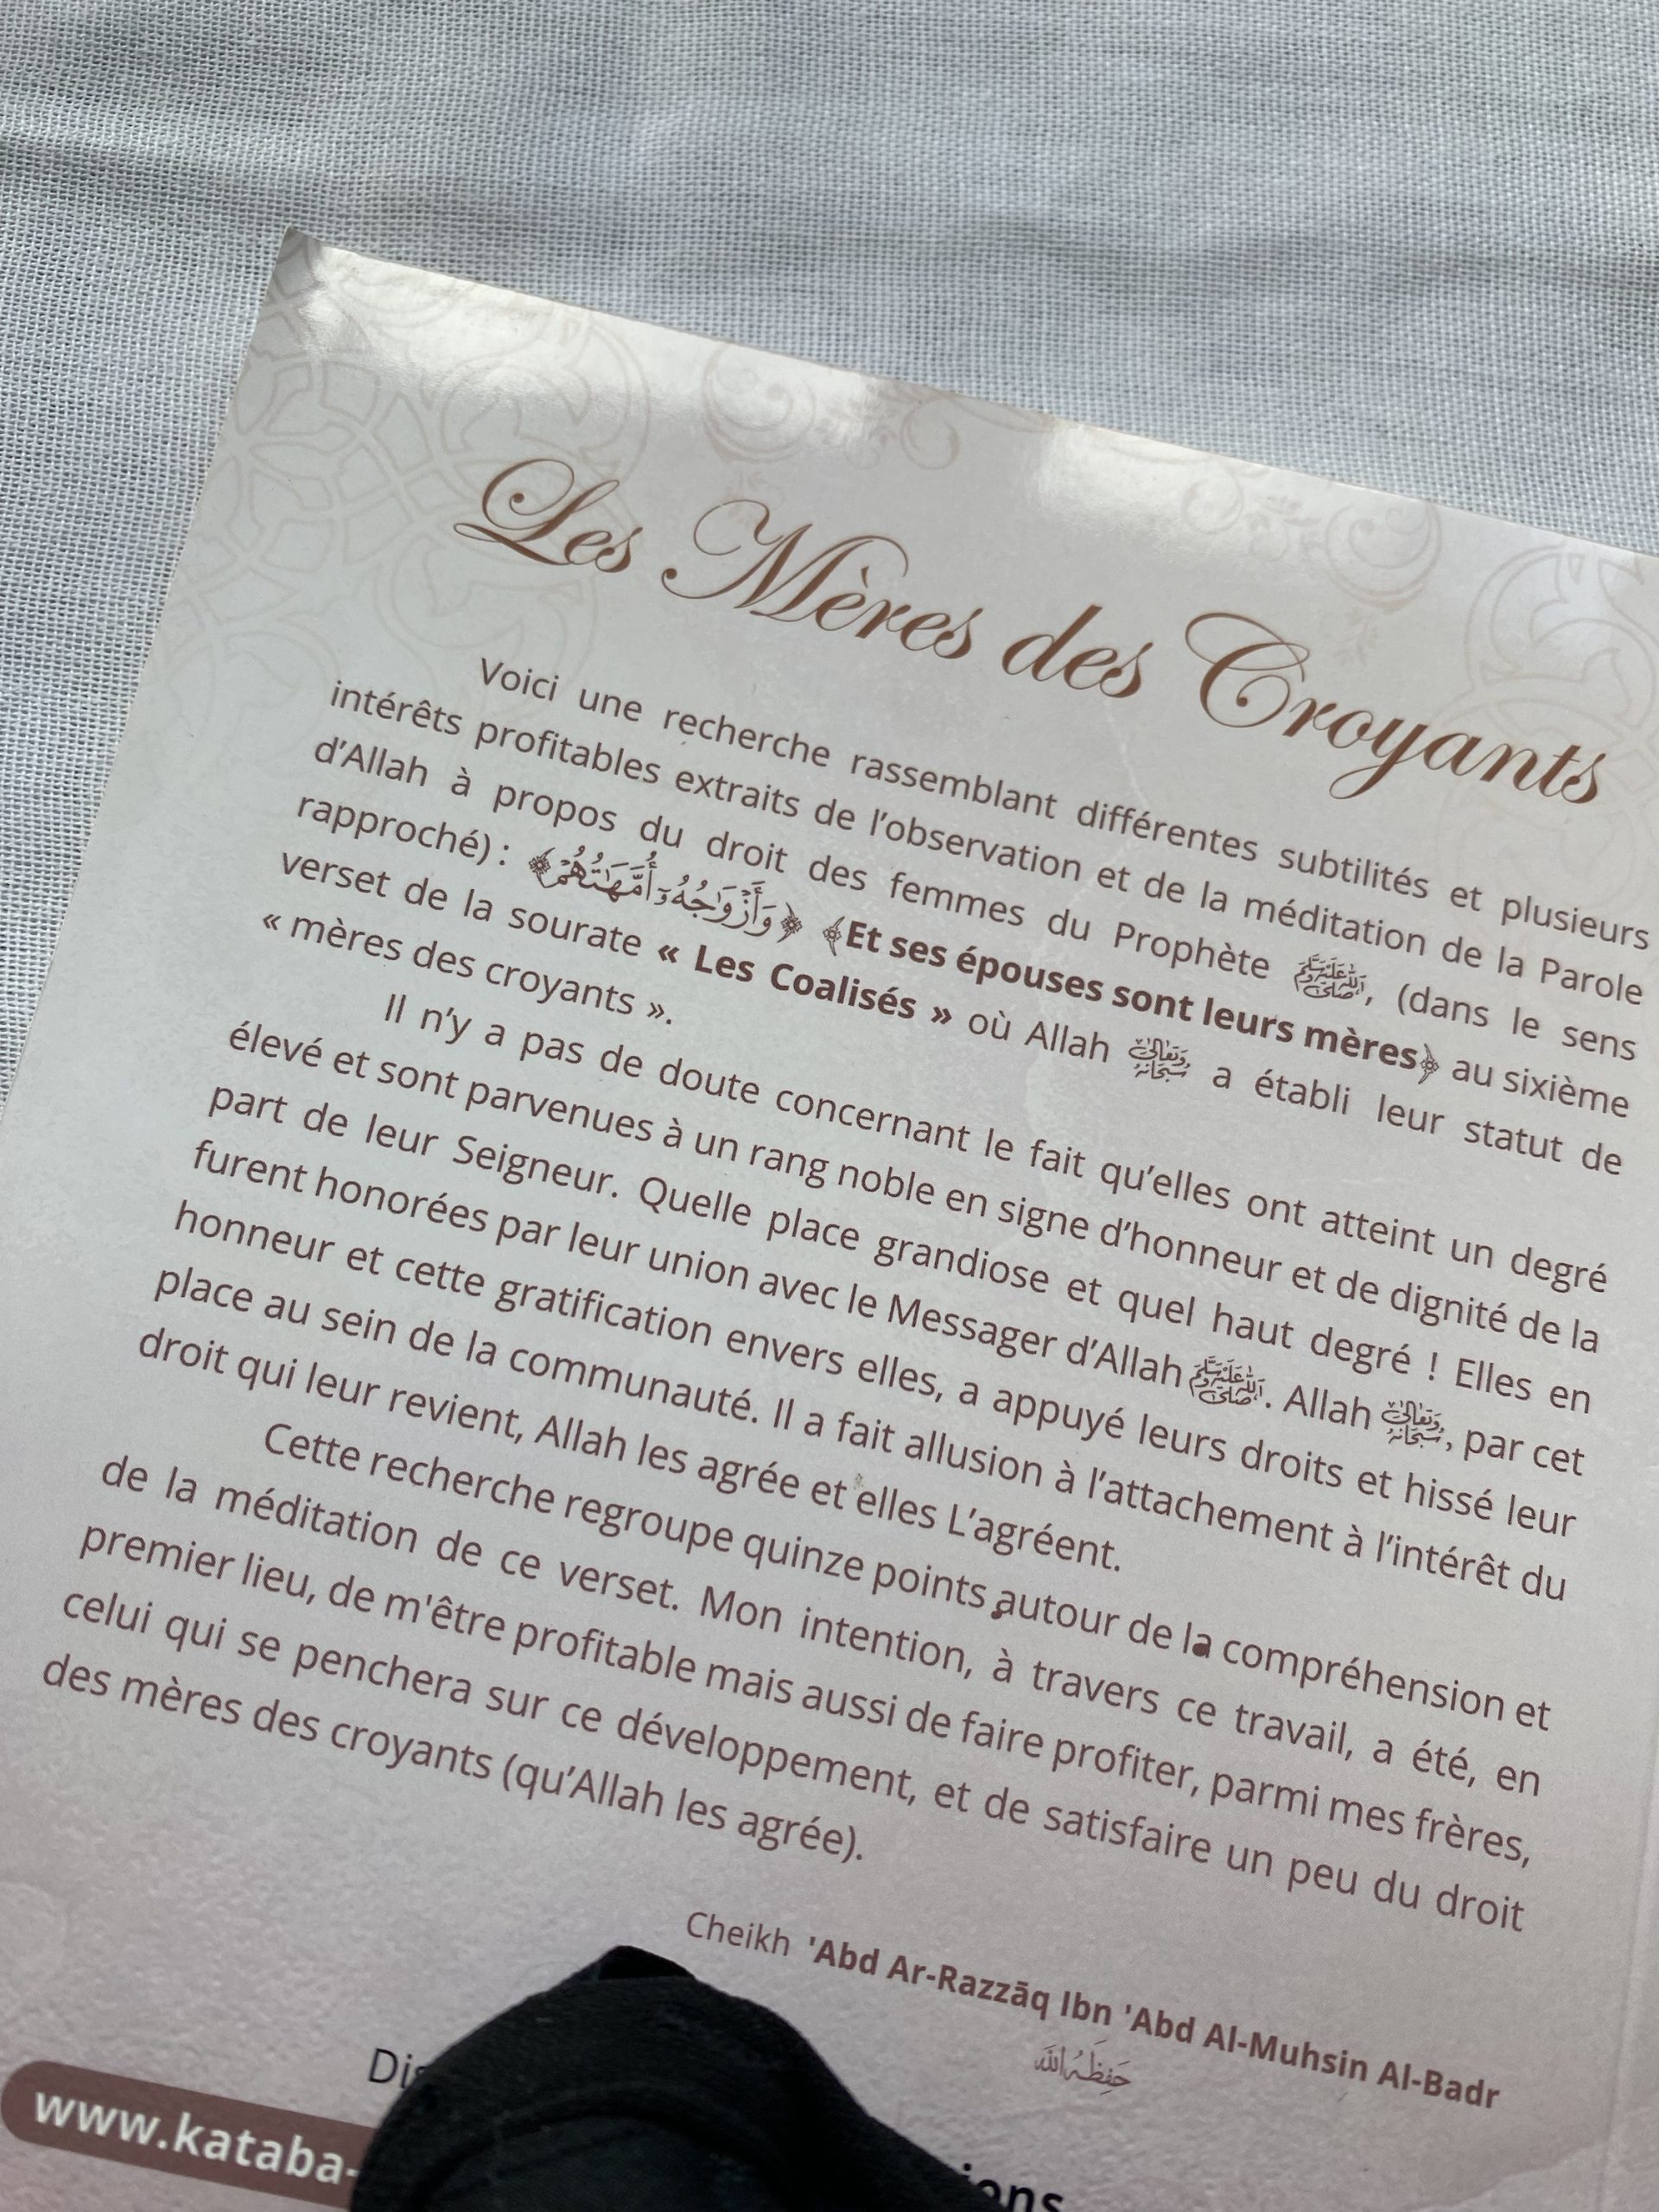 Les Mères des Croyants
Voici une recherche rassemblant différentes subtilités et plusieurs
intérêts profitables extraits de l'observation et de la méditation de la Parole
d'Allah à propos du droit des femmes du Prophète ﷺ, (dans le sens
rapproché) : ﴿وَأَزْوَٰجُهُۥٓ أُمَّهَٰتُهُمْ﴾ ﴾Et ses épouses sont leurs mères﴿ au sixième
verset de la sourate « Les Coalisés » où Allah سُبْحَانَهُ وَتَعَالَىٰ a établi leur statut de
« mères des croyants ».
Il n'y a pas de doute concernant le fait qu'elles ont atteint un degré
élevé et sont parvenues à un rang noble en signe d'honneur et de dignité de la
part de leur Seigneur. Quelle place grandiose et quel haut degré ! Elles en
furent honorées par leur union avec le Messager d'Allah ﷺ. Allah سُبْحَانَهُ وَتَعَالَىٰ, par cet
honneur et cette gratification envers elles, a appuyé leurs droits et hissé leur
place au sein de la communauté. Il a fait allusion à l'attachement à l'intérêt du
droit qui leur revient, Allah les agrée et elles L'agréent.
Cette recherche regroupe quinze points autour de la compréhension et
de la méditation de ce verset. Mon intention, à travers ce travail, a été, en
premier lieu, de m'être profitable mais aussi de faire profiter, parmi mes frères,
celui qui se penchera sur ce développement, et de satisfaire un peu du droit
des mères des croyants (qu'Allah les agrée).
Cheikh 'Abd Ar-Razzāq Ibn 'Abd Al-Muhsin Al-Badr
حَفِظَهُ الله
www.kataba-